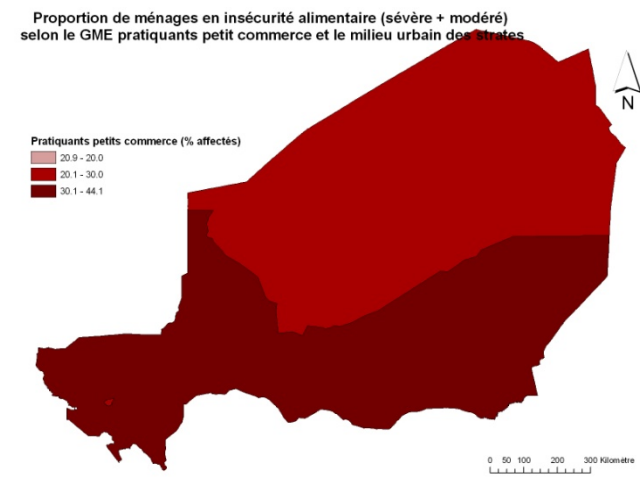 Proportion de ménages en insécurité alimentaire (sévère + modéré)
selon le GME pratiquants petit commerce et le milieu urbain des strates
N
Pratiquants petits commerce (% affectés)
20.9 - 20.0
20.1 - 30.0
30.1 - 44.1
0 50 100 200 300 Kilometre